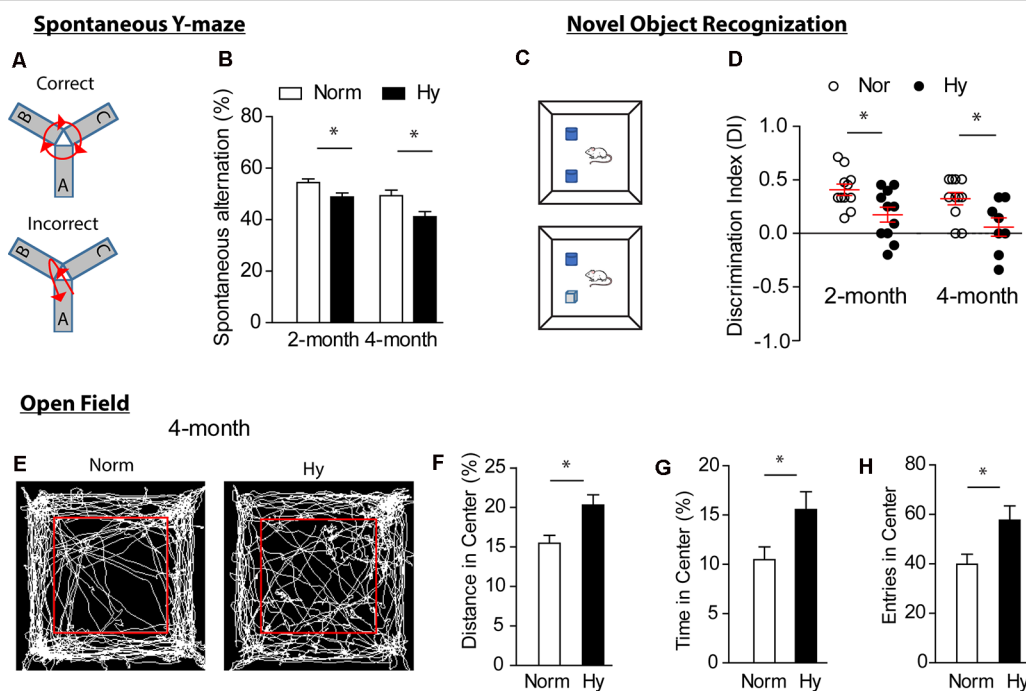 Spontaneous Y-maze
Novel Object Recognization
A
Correct
B
C
A
Incorrect
B
C
A
B
Norm
Hy
Spontaneous alternation (%)
80
60
40
20
0
*
*
2-month
4-month
C
D
Nor
Hy
Discrimination Index (DI)
1.0
0.5
0.0
-0.5
-1.0
*
*
2-month
4-month
Open Field
4-month
E
Norm
Hy
F
Distance in Center (%)
25
20
15
10
5
0
*
Norm
Hy
G
Time in Center (%)
20
15
10
5
0
*
Norm
Hy
H
Entries in Center
80
60
40
20
0
*
Norm
Hy